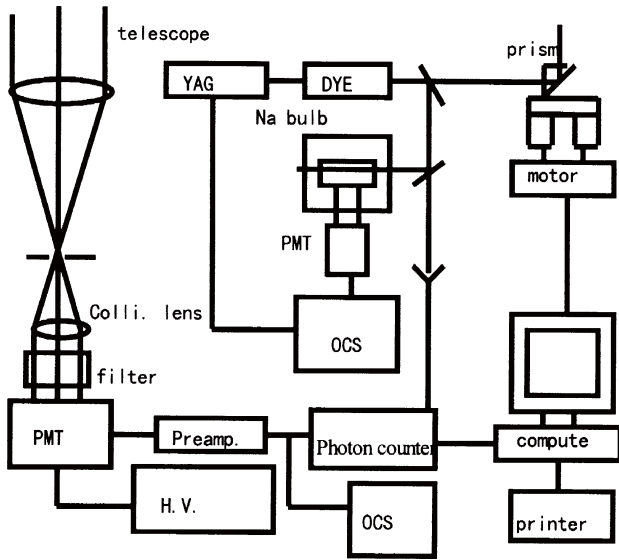 telescope
prism
YAG
DYE
Na bulb
motor
PMT
Colli. lens
OCS
filter
PMT
Preamp.
Photon counter
compute
H.V.
OCS
printer